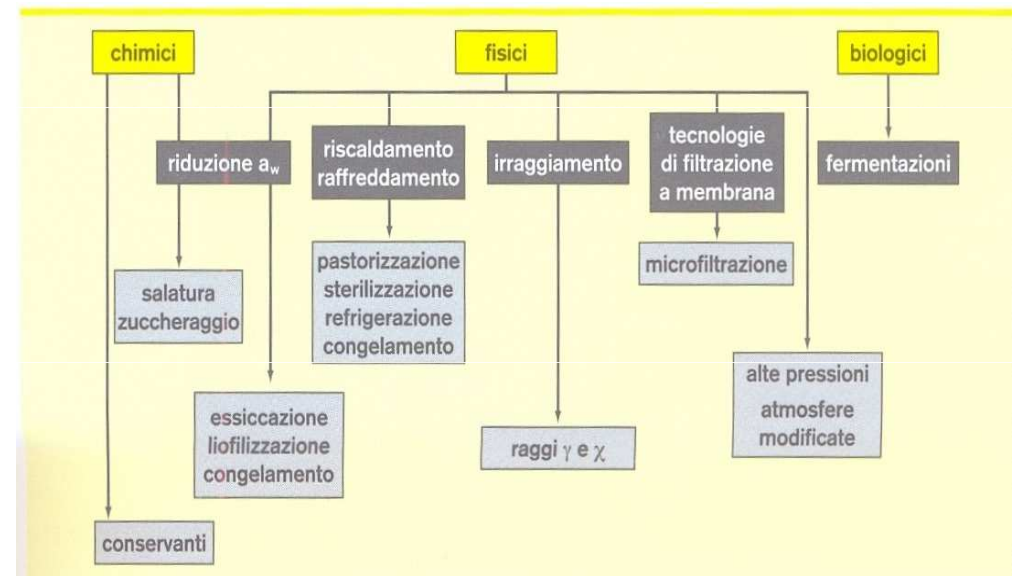 chimici
fisici
biologici
riduzione aw
riscaldamento
raffreddamento
irraggiamento
tecnologie
di filtrazione
a membrana
fermentazioni
salatura
zuccheraggio
pastorizzazione
sterilizzazione
refrigerazione
congelamento
microfiltrazione
essiccazione
liofilizzazione
congelamento
raggi γ e χ
alte pressioni
atmosfere
modificate
conservanti